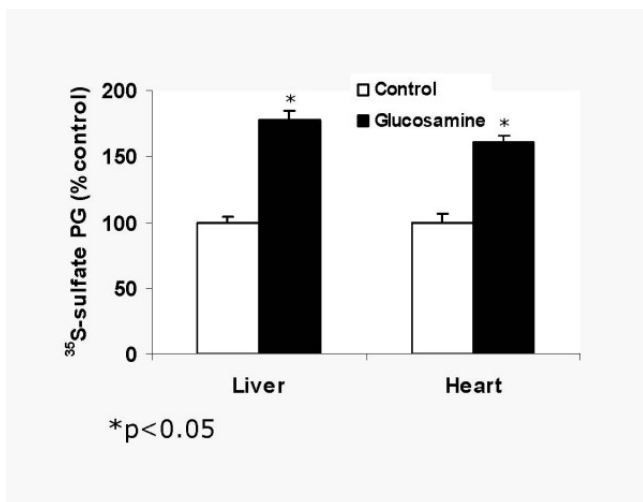 ³⁵S-sulfate PG (% control)
200
150
100
50
0
Control
Glucosamine
*
*
Liver
Heart
*p<0.05